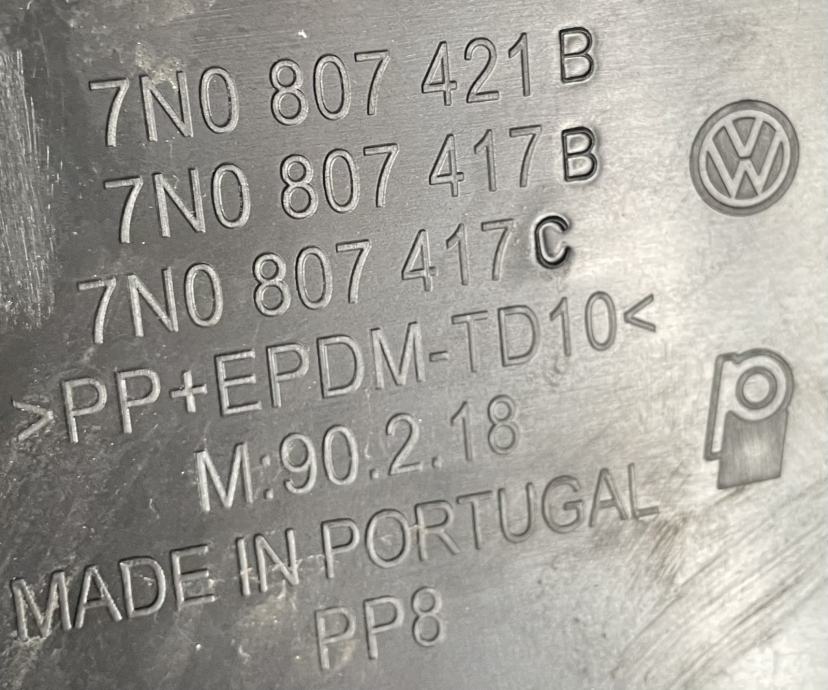 7N0 807 421 B
7N0 807 417 B
7N0 807 417 C
>PP+EPDM-TD10<
M:90.2.18
MADE IN PORTUGAL
PP8